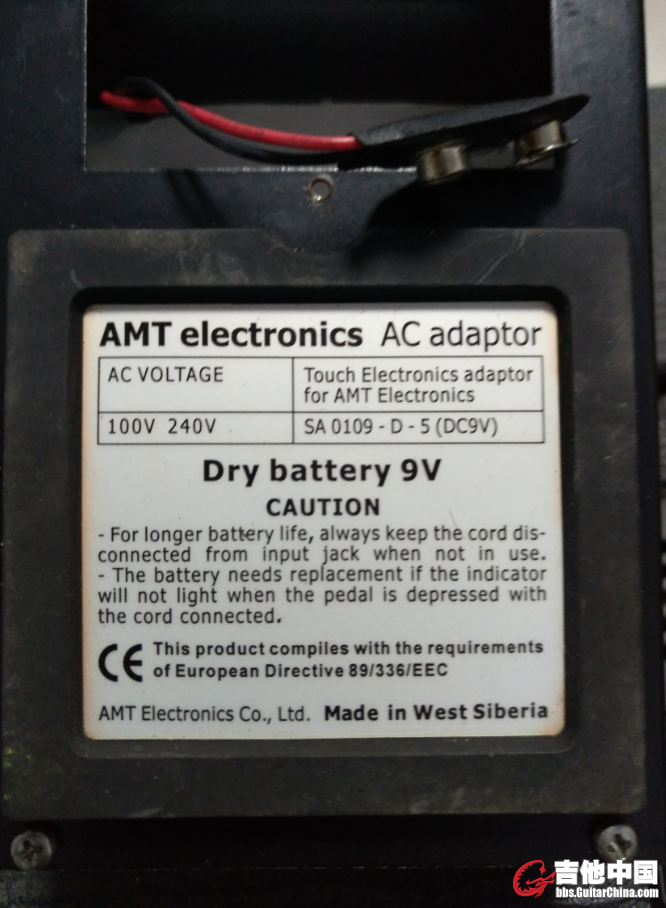 AMT electronics AC adaptor
AC VOLTAGE
Touch Electronics adaptor
for AMT Electronics
100V 240V
SA 0109 - D - 5 (DC9V)
Dry battery 9V
CAUTION
- For longer battery life, always keep the cord dis-
connected from input jack when not in use.
- The battery needs replacement if the indicator
will not light when the pedal is depressed with
the cord connected.
CE This product compiles with the requirements
of European Directive 89/336/EEC
AMT Electronics Co., Ltd. Made in West Siberia
吉他中国
bbs.GuitarChina.com